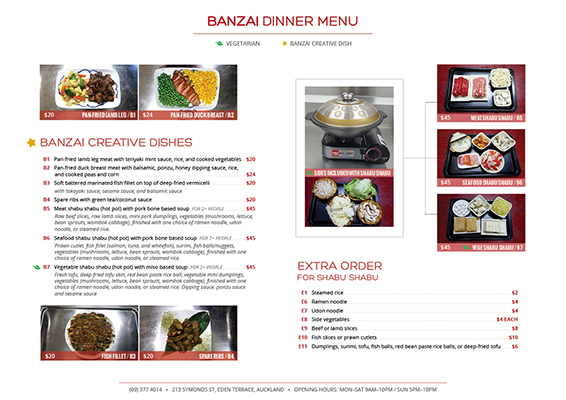 BANZAI DINNER MENU
VEGETARIAN
BANZAI CREATIVE DISH
$20 PAN-FRIED LAMB LEG / B1
$24 PAN-FRIED DUCK BREAST / B2
BANZAI CREATIVE DISHES
B1 Pan-fried lamb leg meat with teriyaki mint sauce, rice, and cooked vegetables $20
B2 Pan-fried duck breast meat with balsamic, ponzu, honey dipping sauce, rice,
and cooked peas and corn $24
B3 Soft battered marinated fish fillet on top of deep-fried vermicelli $20
with takoyaki sauce, sesame sauce, and balsamic sauce
B4 Spare ribs with green tea/coconut sauce $20
B5 Meat shabu shabu (hot pot) with pork bone based soup FOR 2+ PEOPLE $45
Raw beef slices, raw lamb slices, mini pork dumplings, vegetables (mushrooms, lettuce,
bean sprouts, wombok cabbage), finished with one choice of ramen noodle, udon
noodle, or steamed rice.
B6 Seafood shabu shabu (hot pot) with pork bone based soup FOR 2+ PEOPLE $45
Prawn cutlet, fish fillet (salmon, tuna, and whitefish), surimi, fish balls/nuggets,
vegetables (mushrooms, lettuce, bean sprouts, wombok cabbage), finished with one
choice of ramen noodle, udon noodle, or steamed rice.
B7 Vegetable shabu shabu (hot pot) with miso based soup FOR 2+ PEOPLE $45
Fresh tofu, deep-fried tofu skin, red bean paste rice ball, vegetable mini dumplings,
vegetables (mushrooms, lettuce, bean sprouts, wombok cabbage), finished with one
choice of ramen noodle, udon noodle, or steamed rice. Dipping sauce: ponzu sauce
and sesame sauce
$20 FISH FILLET / B3
$20 SPARE RIBS / B4
SIDES INCLUDED WITH SHABU SHABU
$45 MEAT SHABU SHABU / B5
$45 SEAFOOD SHABU SHABU / B6
$45 VEGE SHABU SHABU / B7
EXTRA ORDER
FOR SHABU SHABU
E1 Steamed rice $2
E6 Ramen noodle $4
E7 Udon noodle $4
E8 Side vegetables $4 EACH
E9 Beef or lamb slices $8
E10 Fish slices or prawn cutlets $10
E11 Dumplings, surimi, tofu, fish balls, red bean paste rice balls, or deep-fried tofu $6
(09) 377 4014 • 213 SYMONDS ST, EDEN TERRACE, AUCKLAND • OPENING HOURS: MON–SAT 9AM–10PM / SUN 5PM–10PM